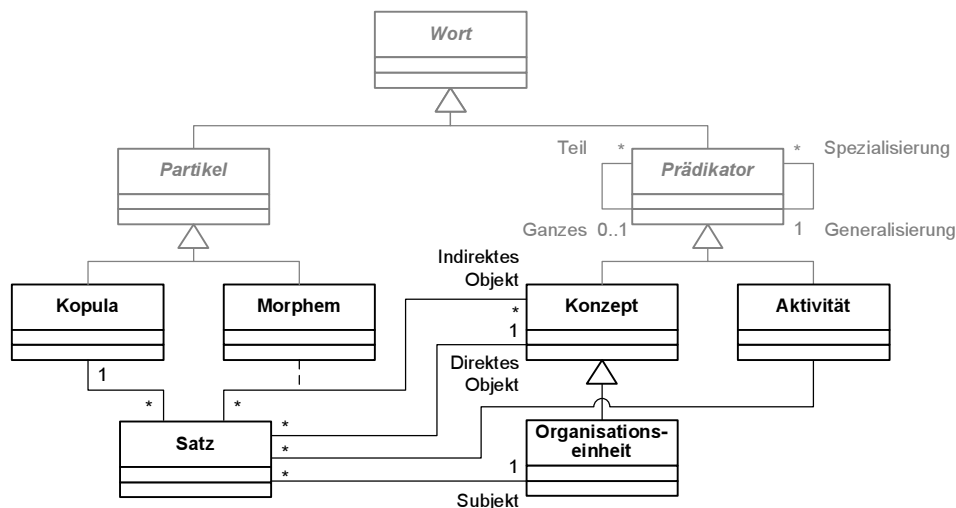 Wort
Partikel
Teil
*
*
Spezialisierung
Prädikator
Ganzes
0..1
1
Generalisierung
Indirektes
Objekt
Kopula
Morphem
Konzept
Aktivität
*
1
1
Direktes
Objekt
*
*
*
Satz
*
Organisations-
einheit
*
1
Subjekt